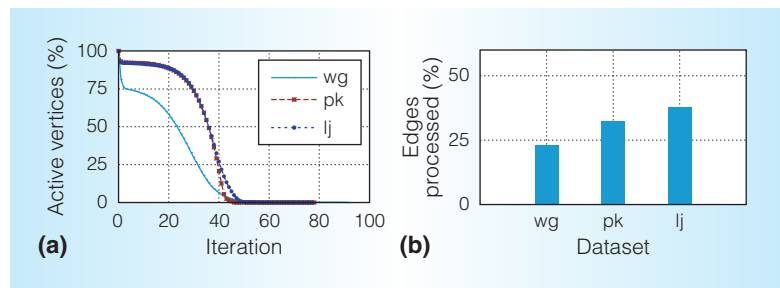 Active vertices (%)
100
75
50
25
0
0 20 40 60 80 100
Iteration
wg
pk
lj
(a)
Edges
processed (%)
50
25
0
wg pk lj
Dataset
(b)